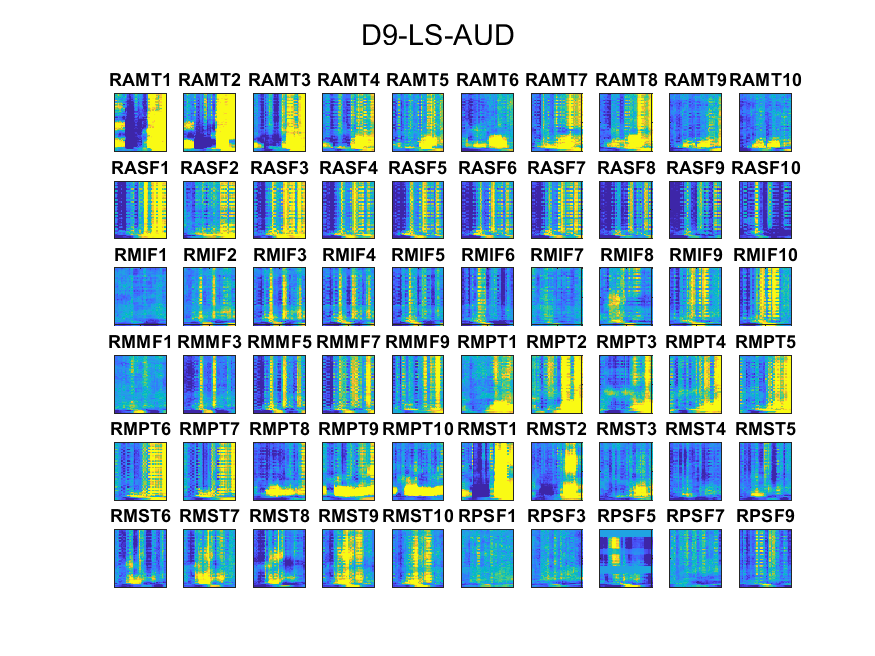 D9-LS-AUD
RAMT1 RAMT2 RAMT3 RAMT4 RAMT5 RAMT6 RAMT7 RAMT8 RAMT9 RAMT10
RASF1 RASF2 RASF3 RASF4 RASF5 RASF6 RASF7 RASF8 RASF9 RASF10
RMIF1 RMIF2 RMIF3 RMIF4 RMIF5 RMIF6 RMIF7 RMIF8 RMIF9 RMIF10
RMMF1 RMMF3 RMMF5 RMMF7 RMMF9 RMPT1 RMPT2 RMPT3 RMPT4 RMPT5
RMPT6 RMPT7 RMPT8 RMPT9 RMPT10 RMST1 RMST2 RMST3 RMST4 RMST5
RMST6 RMST7 RMST8 RMST9 RMST10 RPSF1 RPSF3 RPSF5 RPSF7 RPSF9